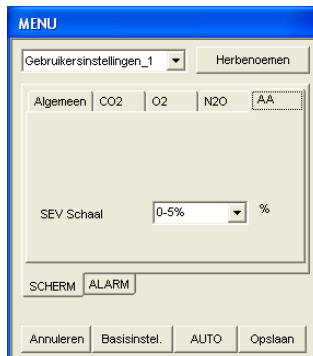 MENU
Gebruikersinstellingen_1 Herbenoemen
Algemeen CO2 O2 N2O AA
SEV Schaal 0-5% %
SCHERM ALARM
Annuleren Basisinstel. AUTO Opslaan